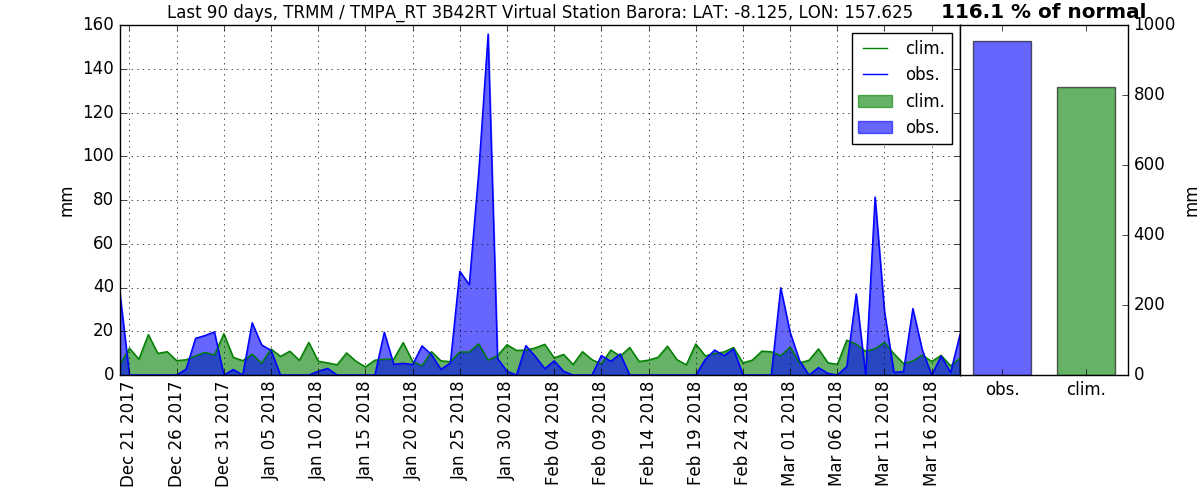 Last 90 days, TRMM / TMPA_RT 3B42RT Virtual Station Barora: LAT: -8.125, LON: 157.625
116.1 % of normal
160
140
120
100
80
60
40
20
0
mm
clim.
obs.
clim.
obs.
Dec 21 2017
Dec 26 2017
Dec 31 2017
Jan 05 2018
Jan 10 2018
Jan 15 2018
Jan 20 2018
Jan 25 2018
Jan 30 2018
Feb 04 2018
Feb 09 2018
Feb 14 2018
Feb 19 2018
Feb 24 2018
Mar 01 2018
Mar 06 2018
Mar 11 2018
Mar 16 2018
1000
800
600
400
200
0
mm
obs.
clim.